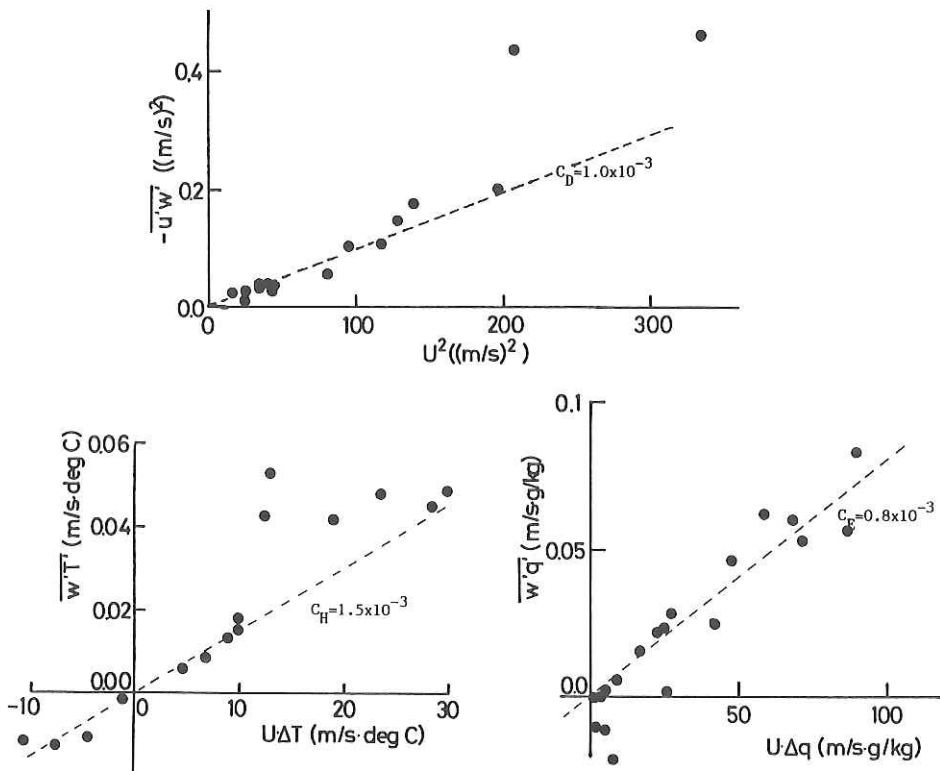 0.4
0.2
0.0
-u'w' ((m/s)²)
C_D=1.0x10⁻³
0 100 200 300
U²((m/s)²)
0.06
0.04
0.02
0.00
w'T' (m/s·deg C)
C_H=1.5x10⁻³
-10 10 20 30
U·ΔT (m/s·deg C)
0.1
0.05
0.0
w'q' (m/s·g/kg)
C_E=0.8x10⁻³
50 100
U·Δq (m/s·g/kg)